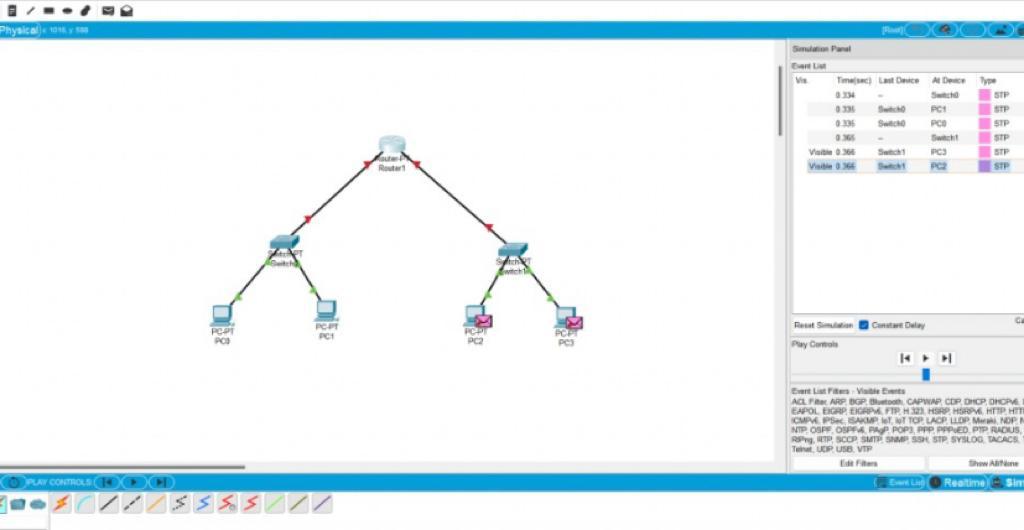 Physical x: 1016, y: 588
[Root]
Simulation Panel
Event List
Vis. Time(sec) Last Device At Device Type
0.334 -- Switch0 STP
0.335 Switch0 PC1 STP
0.335 Switch0 PC0 STP
0.365 -- Switch1 STP
Visible 0.366 Switch1 PC3 STP
Visible 0.366 Switch1 PC2 STP
Router-PT
Router1
Switch-PT
Switch0
Switch-PT
Switch1
PC-PT
PC0
PC-PT
PC1
PC-PT
PC2
PC-PT
PC3
Reset Simulation Constant Delay
Play Controls
Event List Filters - Visible Events
ACL Filter, ARP, BGP, Bluetooth, CAPWAP, CDP, DHCP, DHCPv6,
EAPOL, EIGRP, EIGRPv6, FTP, H.323, HSRP, HSRPv6, HTTP,
ICMPv6, IPSec, ISAKMP, IoT, IoT TCP, LACP, LLDP, Meraki, NDP,
NTP, OSPF, OSPFv6, PAgP, POP3, PPP, PPPoED, PTP, RADIUS,
RIPng, RTP, SCCP, SMTP, SNMP, SSH, STP, SYSLOG, TACACS,
Telnet, UDP, USB, VTP
Edit Filters Show All/None
PLAY CONTROLS: Event List Realtime Sim